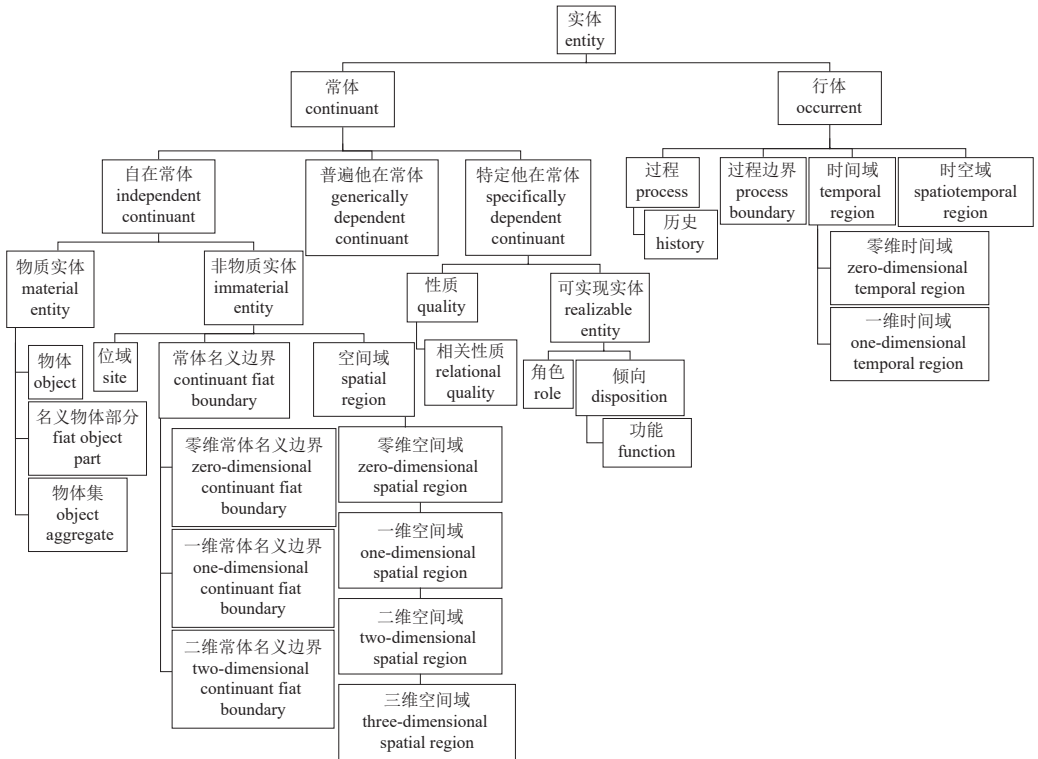 实体
entity
常体
continuant
行体
occurrent
自在常体
independent
continuant
普遍他在常体
generically
dependent
continuant
特定他在常体
specifically
dependent
continuant
过程
process
过程边界
process
boundary
时间域
temporal
region
时空域
spatiotemporal
region
历史
history
物质实体
material
entity
非物质实体
immaterial
entity
性质
quality
可实现实体
realizable
entity
零维时间域
zero-dimensional
temporal region
一维时间域
one-dimensional
temporal region
物体
object
位域
site
常体名义边界
continuant fiat
boundary
空间域
spatial
region
相关性质
relational
quality
角色
role
倾向
disposition
功能
function
名义物体部分
fiat object
part
物体集
object
aggregate
零维常体名义边界
zero-dimensional
continuant fiat
boundary
一维常体名义边界
one-dimensional
continuant fiat
boundary
二维常体名义边界
two-dimensional
continuant fiat
boundary
零维空间域
zero-dimensional
spatial region
一维空间域
one-dimensional
spatial region
二维空间域
two-dimensional
spatial region
三维空间域
three-dimensional
spatial region